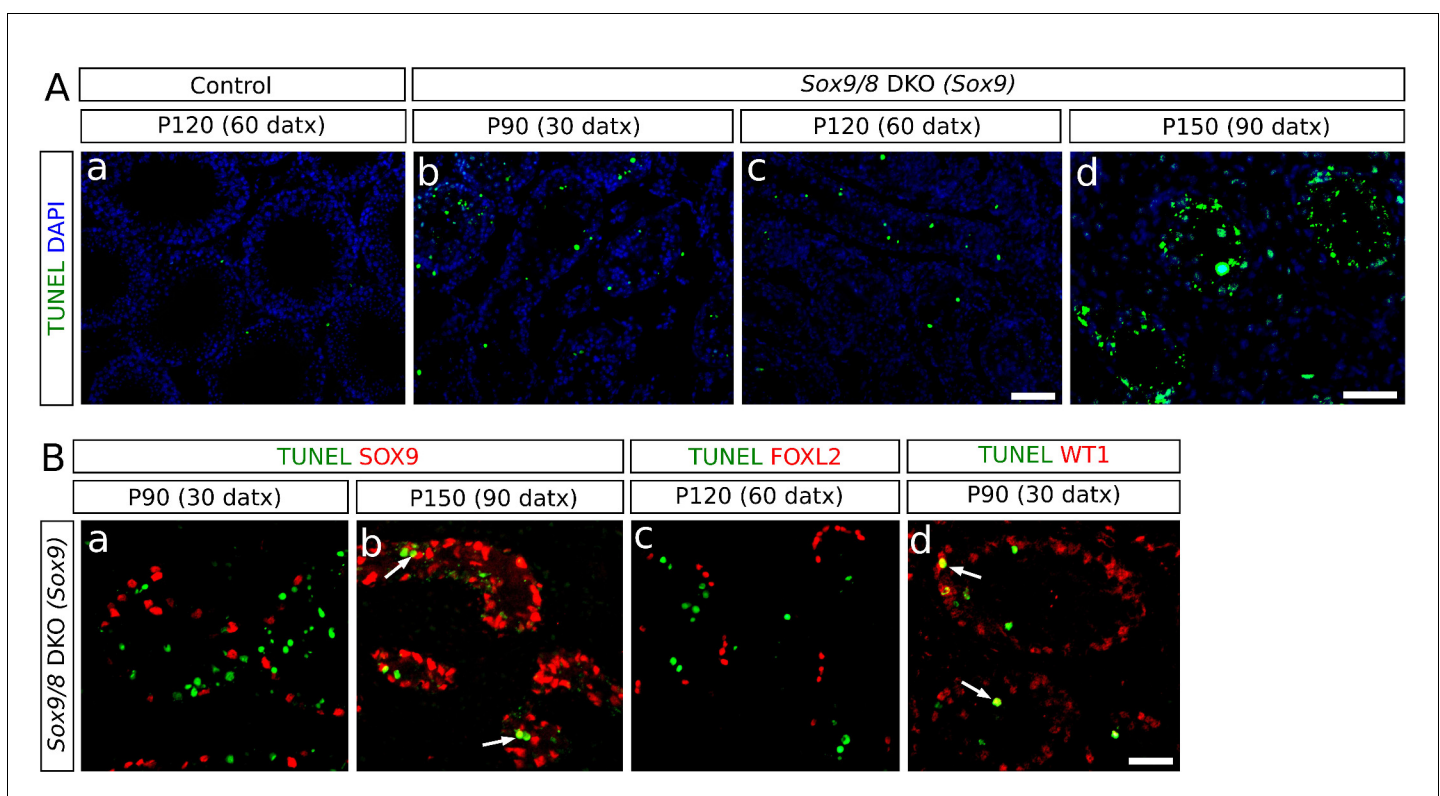 A
Control
Sox9/8 DKO (Sox9)
P120 (60 datx)
P90 (30 datx)
P120 (60 datx)
P150 (90 datx)
TUNEL DAPI
a
b
c
d
B
TUNEL SOX9
TUNEL FOXL2
TUNEL WT1
P90 (30 datx)
P150 (90 datx)
P120 (60 datx)
P90 (30 datx)
Sox9/8 DKO (Sox9)
a
b
c
d